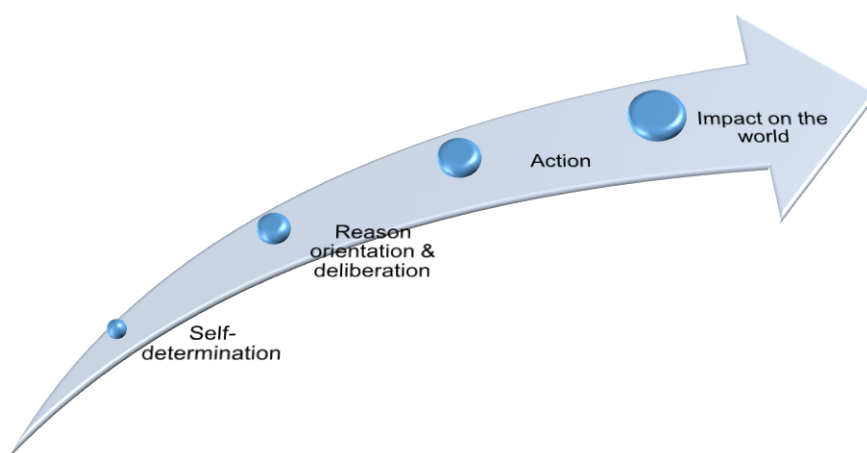 Self-
determination
Reason
orientation &
deliberation
Action
Impact on the
world